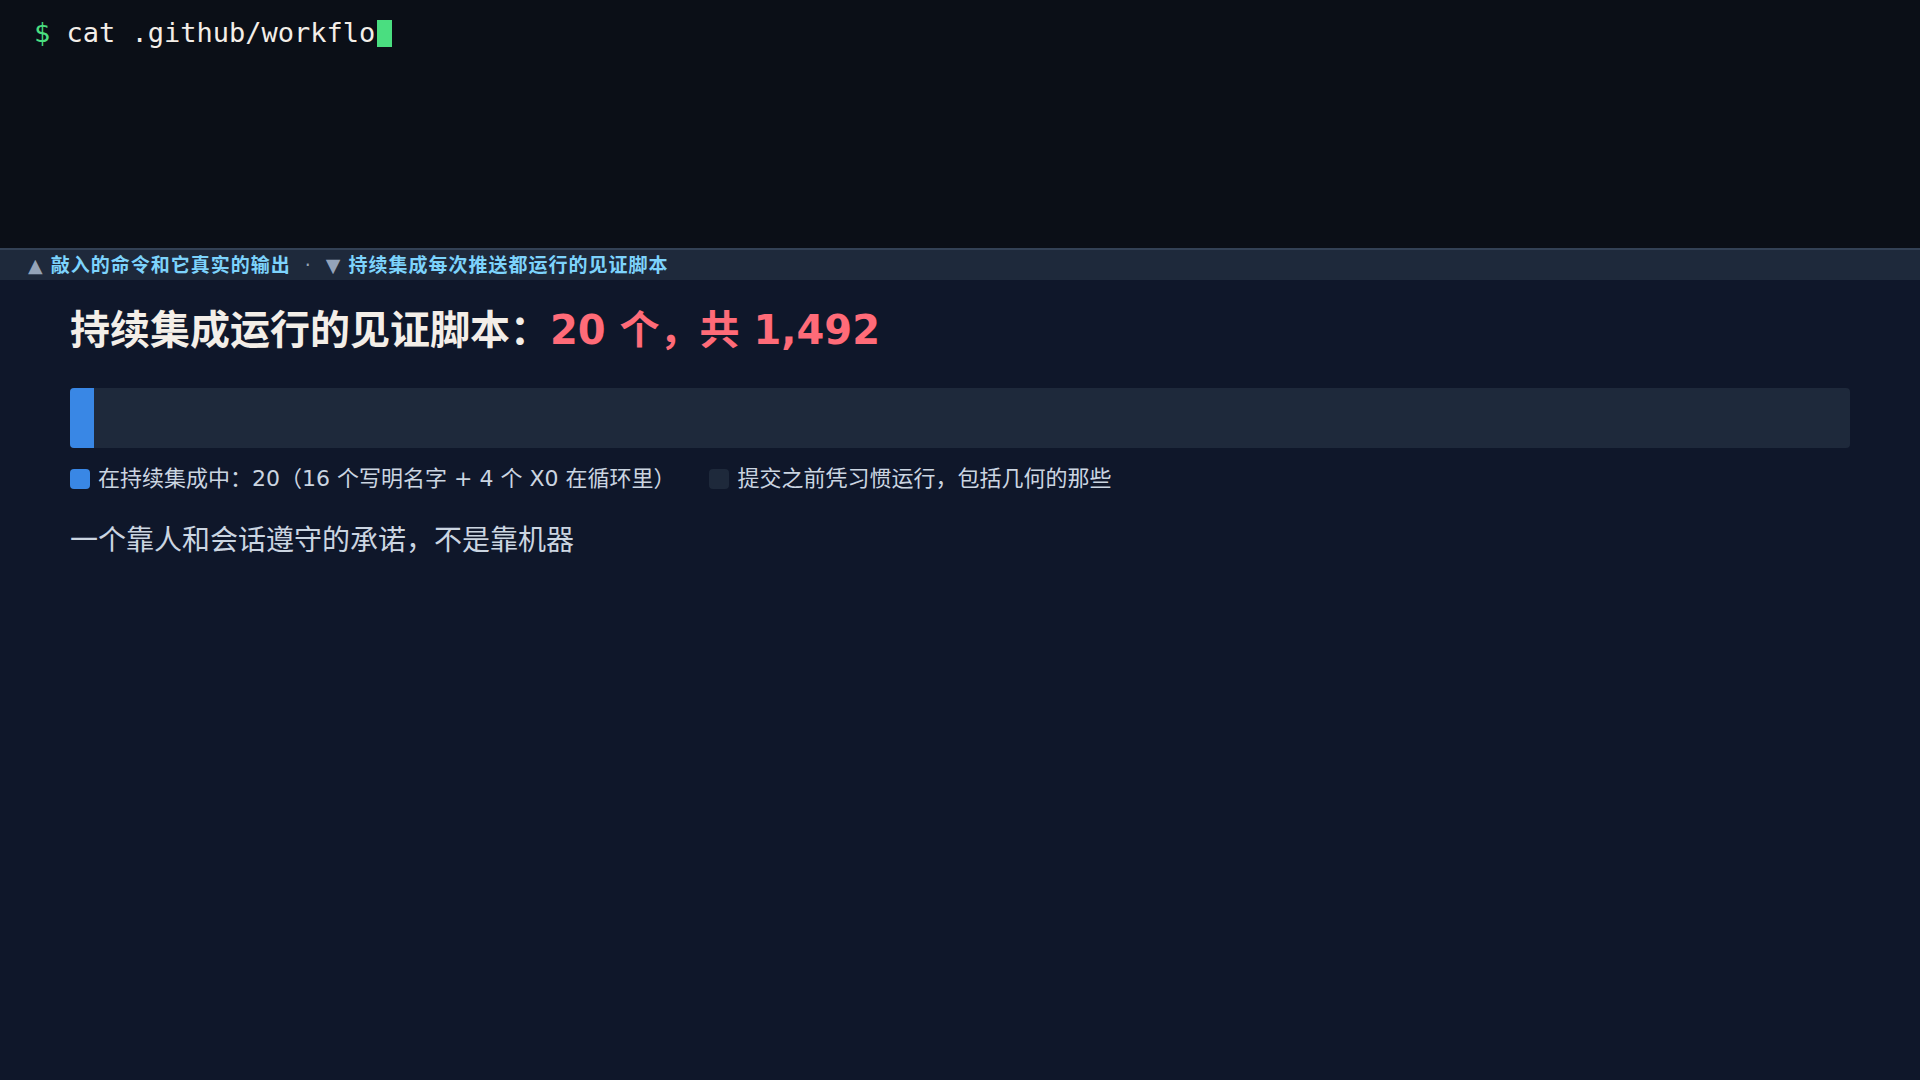 $ cat .github/workflo
▲ 敲入的命令和它真实的输出 · ▼ 持续集成每次推送都运行的见证脚本
持续集成运行的见证脚本：20 个，共 1,492
在持续集成中：20（16 个写明名字 + 4 个 X0 在循环里） 提交之前凭习惯运行，包括几何的那些
一个靠人和会话遵守的承诺，不是靠机器